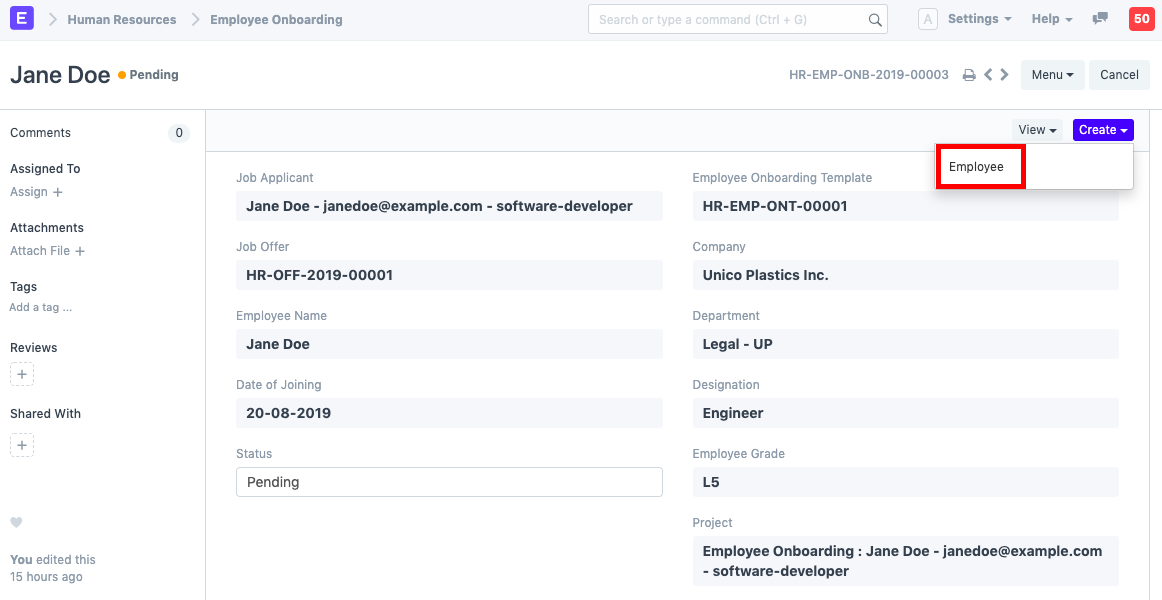 E Human Resources Employee Onboarding Search or type a command (Ctrl + G) A Settings Help 50
Jane Doe Pending HR-EMP-ONB-2019-00003 Menu Cancel
Comments 0
Assigned To
Assign +
Attachments
Attach File +
Tags
Add a tag ...
Reviews
+
Shared With
+
You edited this
15 hours ago
View Create
Employee
Job Applicant
Jane Doe - janedoe@example.com - software-developer
Job Offer
HR-OFF-2019-00001
Employee Name
Jane Doe
Date of Joining
20-08-2019
Status
Pending
Employee Onboarding Template
HR-EMP-ONT-00001
Company
Unico Plastics Inc.
Department
Legal - UP
Designation
Engineer
Employee Grade
L5
Project
Employee Onboarding : Jane Doe - janedoe@example.com
- software-developer